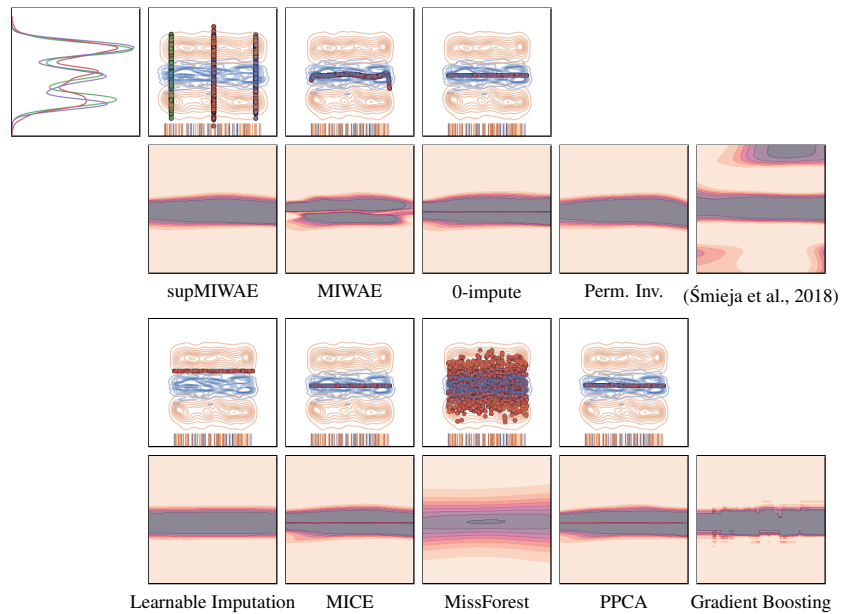 supMIWAE MIWAE 0-impute Perm. Inv. (Śmieja et al., 2018)
Learnable Imputation MICE MissForest PPCA Gradient Boosting